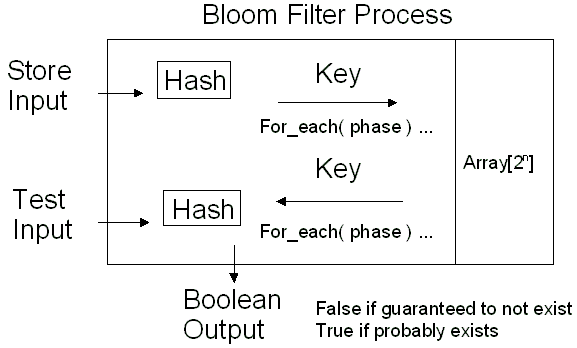 Bloom Filter Process
Store
Input
Hash
Key
For_each( phase ) ...
Array[2ⁿ]
Test
Input
Hash
Key
For_each( phase ) ...
Boolean
Output
False if guaranteed to not exist
True if probably exists